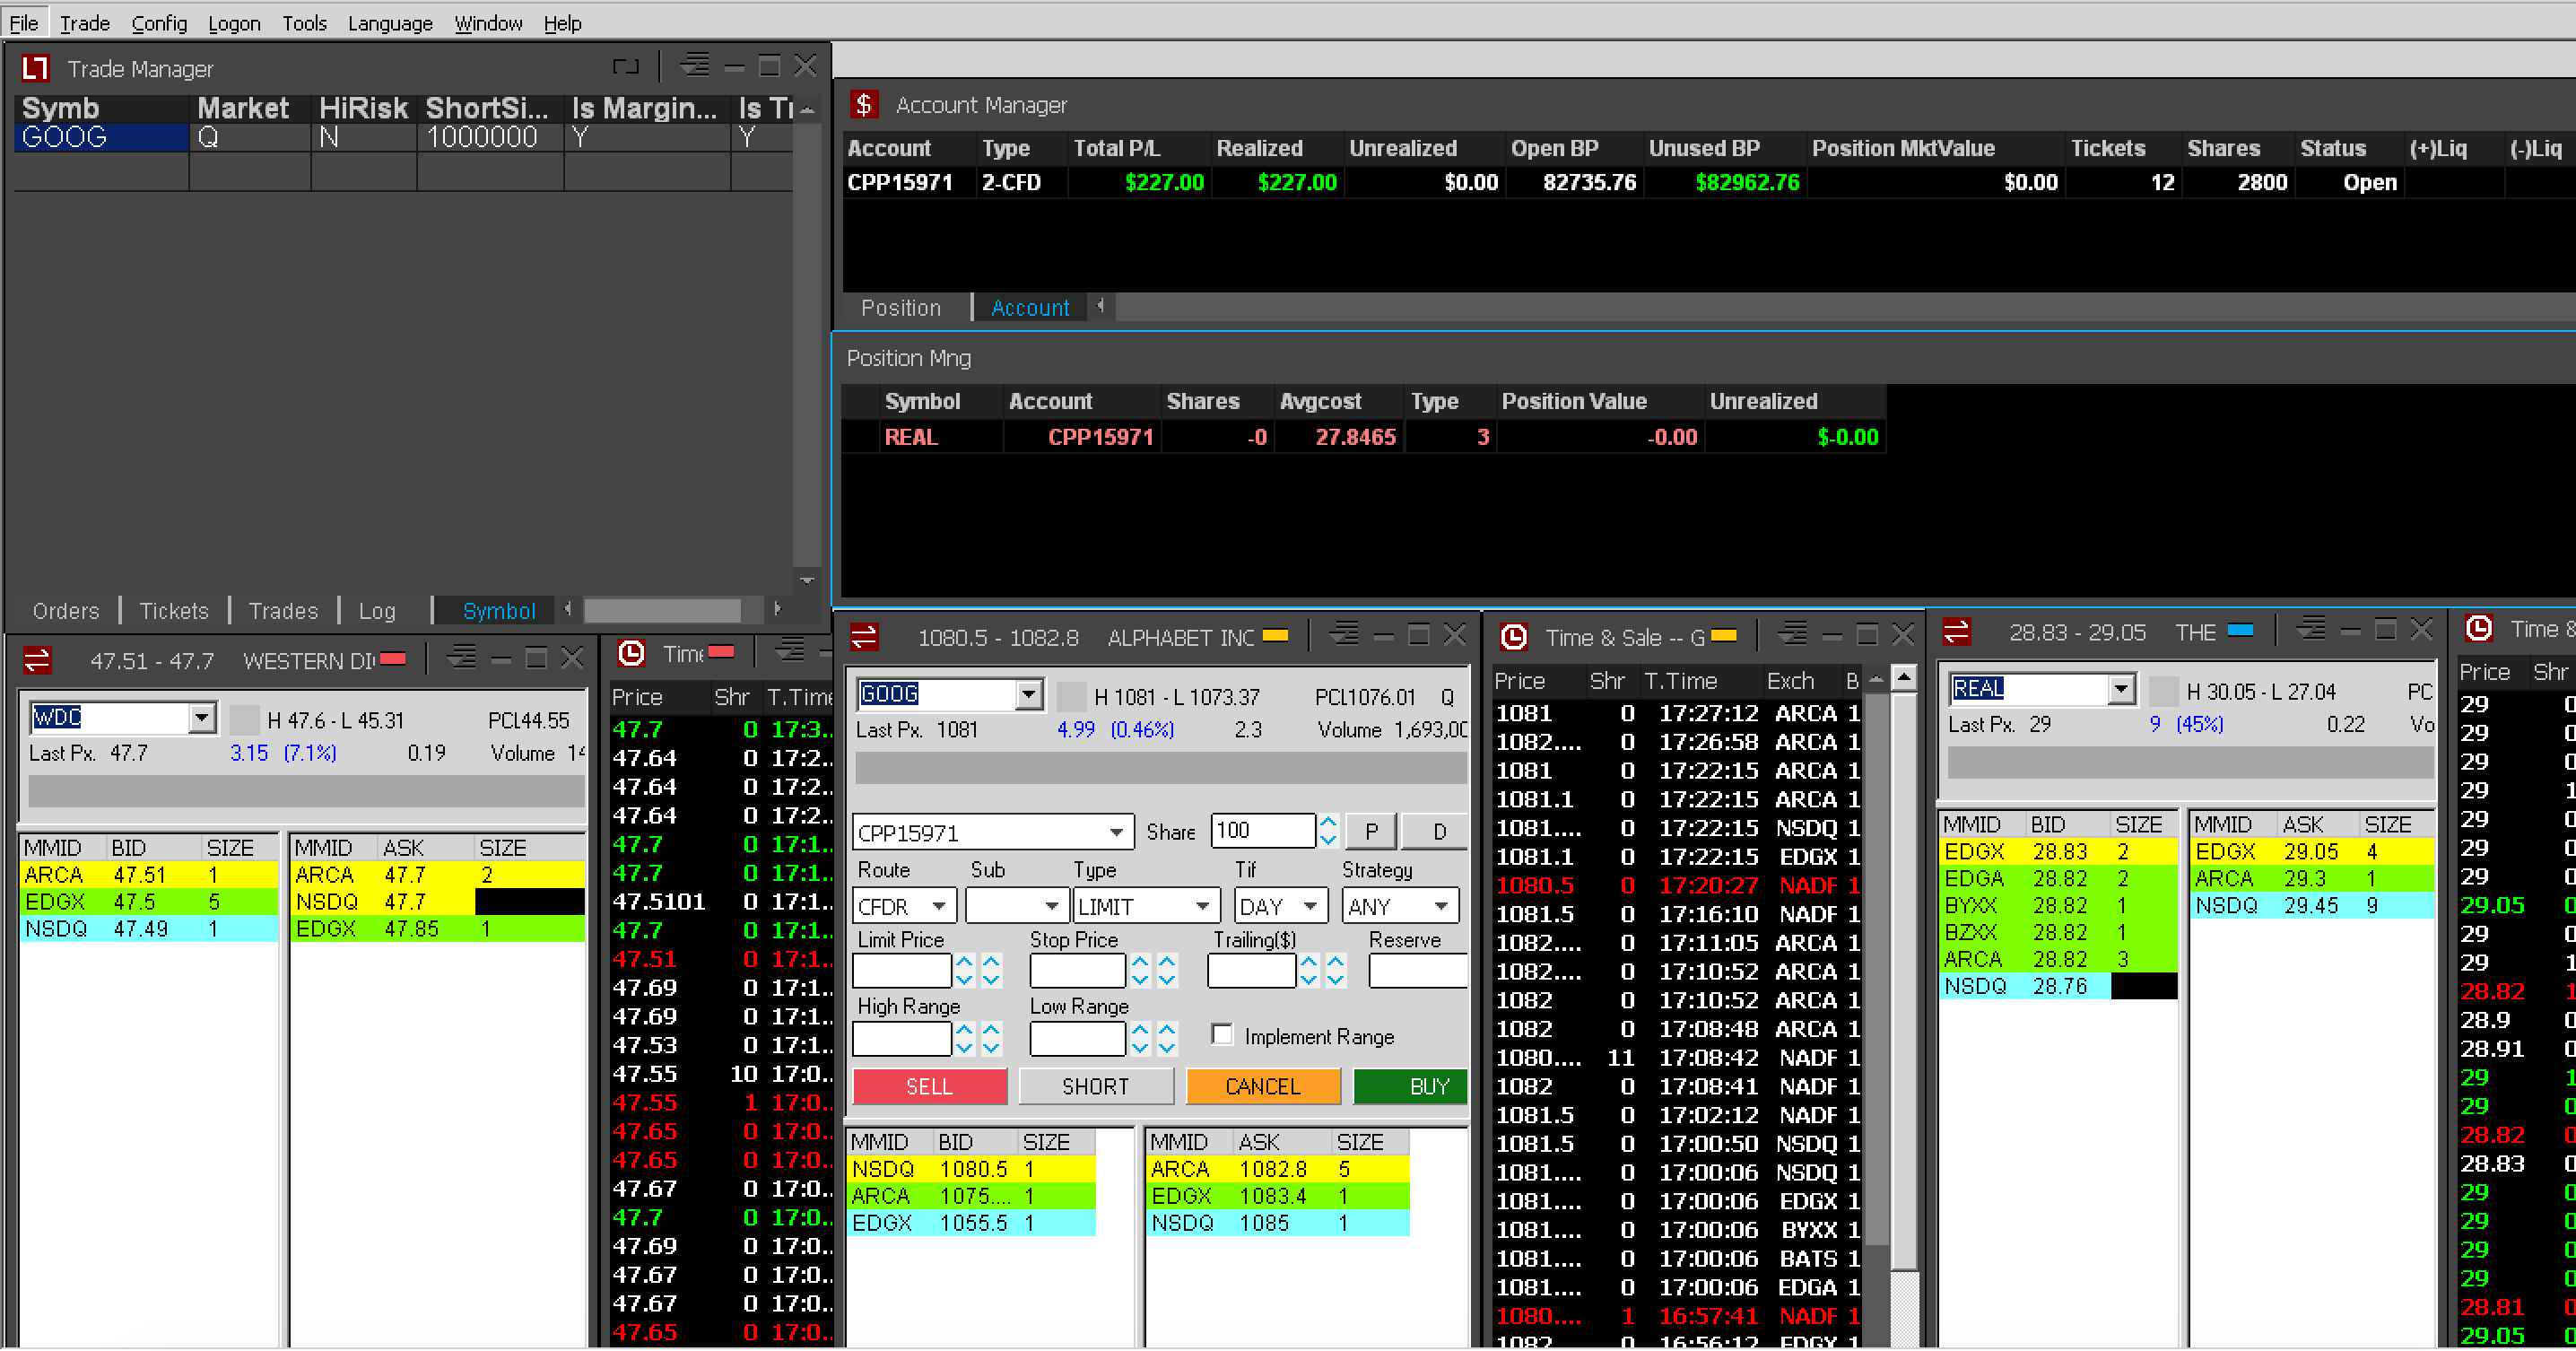 File Trade Config Logon Tools Language Window Help
Trade Manager
Symb Market HiRisk ShortSi... Is Margin... Is Tr
GOOG Q N 1000000 Y Y
Orders Tickets Trades Log Symbol
Account Manager
Account Type Total P/L Realized Unrealized Open BP Unused BP Position MktValue Tickets Shares Status (+)Liq (-)Liq
CPP15971 2-CFD $227.00 $227.00 $0.00 82735.76 $82962.76 $0.00 12 2800 Open
Position Account
Position Mng
Symbol Account Shares Avgcost Type Position Value Unrealized
REAL CPP15971 -0 27.8465 3 -0.00 $-0.00
47.51 - 47.7 WESTERN DI
WDC H 47.6 - L 45.31 PCL44.55
Last Px. 47.7 3.15 (7.1%) 0.19 Volume 14
MMID BID SIZE MMID ASK SIZE
ARCA 47.51 1 ARCA 47.7 2
EDGX 47.5 5 NSDQ 47.7
NSDQ 47.49 1 EDGX 47.85 1
Time
Price Shr T.Time
47.7 0 17:3..
47.64 0 17:2..
47.64 0 17:2..
47.64 0 17:2..
47.7 0 17:1..
47.7 0 17:1..
47.5101 0 17:1..
47.7 0 17:1..
47.51 0 17:1..
47.69 0 17:1..
47.69 0 17:1..
47.53 0 17:1..
47.55 10 17:0..
47.55 1 17:0..
47.65 0 17:0..
47.65 0 17:0..
47.67 0 17:0..
47.7 0 17:0..
47.69 0 17:0..
47.67 0 17:0..
47.67 0 17:0..
47.65 0 17:0..
1080.5 - 1082.8 ALPHABET INC
GOOG H 1081 - L 1073.37 PCL1076.01 Q
Last Px. 1081 4.99 (0.46%) 2.3 Volume 1,693,00
CPP15971 Share 100 P D
Route Sub Type Tif Strategy
CFDR LIMIT DAY ANY
Limit Price Stop Price Trailing($) Reserve
High Range Low Range
Implement Range
SELL SHORT CANCEL BUY
MMID BID SIZE MMID ASK SIZE
NSDQ 1080.5 1 ARCA 1082.8 5
ARCA 1075.... 1 EDGX 1083.4 1
EDGX 1055.5 1 NSDQ 1085 1
Time & Sale -- G
Price Shr T.Time Exch B
1081 0 17:27:12 ARCA 1
1082.... 0 17:26:58 ARCA 1
1081 0 17:22:15 ARCA 1
1081.1 0 17:22:15 ARCA 1
1081.... 0 17:22:15 NSDQ 1
1081.1 0 17:22:15 EDGX 1
1080.5 0 17:20:27 NADF 1
1081.5 0 17:16:10 NADF 1
1082.... 0 17:11:05 ARCA 1
1082.... 0 17:10:52 ARCA 1
1082 0 17:10:52 ARCA 1
1082 0 17:08:48 ARCA 1
1080.... 11 17:08:42 NADF 1
1082 0 17:08:41 NADF 1
1081.5 0 17:02:12 NADF 1
1081.5 0 17:00:50 NSDQ 1
1081.... 0 17:00:06 NSDQ 1
1081.... 0 17:00:06 EDGX 1
1081.... 0 17:00:06 BYXX 1
1081.... 0 17:00:06 BATS 1
1081.... 0 17:00:06 EDGA 1
1080.... 1 16:57:41 NADF 1
1082 0 16:56:12 EDGX 1
28.83 - 29.05 THE
REAL H 30.05 - L 27.04 PC
Last Px. 29 9 (45%) 0.22 Vo
MMID BID SIZE MMID ASK SIZE
EDGX 28.83 2 EDGX 29.05 4
EDGA 28.82 2 ARCA 29.3 1
BYXX 28.82 1 NSDQ 29.45 9
BZXX 28.82 1
ARCA 28.82 3
NSDQ 28.76
Time &
Price Shr
29 0
29 0
29 0
29 1
29 0
29 0
29 0
29.05 0
29 0
29 1
28.82 1
28.9 0
28.91 0
29 1
29 0
28.82 0
28.83 0
29 0
29 0
29 0
29 0
28.81 0
29.05 0